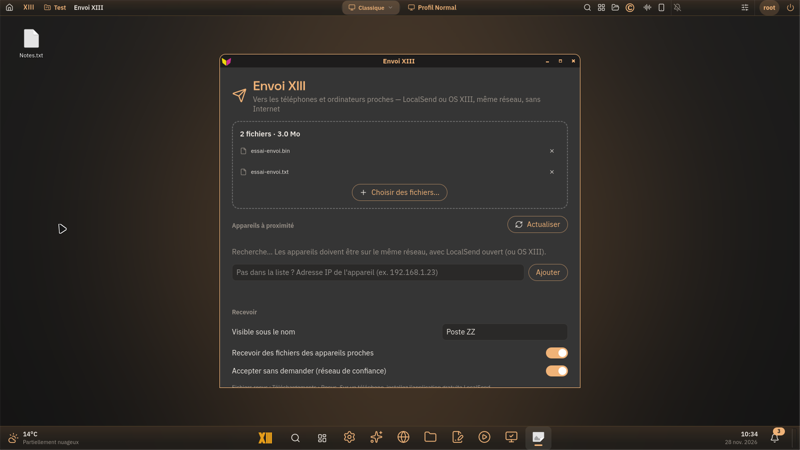 XIII
Test
Envoi XIII
Classique
Profil Normal
root
Notes.txt
Envoi XIII
Envoi XIII
Vers les téléphones et ordinateurs proches — LocalSend ou OS XIII, même réseau, sans
Internet
2 fichiers · 3.0 Mo
essai-envoi.bin
essai-envoi.txt
Choisir des fichiers...
Appareils à proximité
Actualiser
Recherche... Les appareils doivent être sur le même réseau, avec LocalSend ouvert (ou OS XIII).
Pas dans la liste ? Adresse IP de l'appareil (ex. 192.168.1.23)
Ajouter
Recevoir
Visible sous le nom
Poste ZZ
Recevoir des fichiers des appareils proches
Accepter sans demander (réseau de confiance)
14°C
Partiellement nuageux
XIII
10:34
28 nov. 2026
3